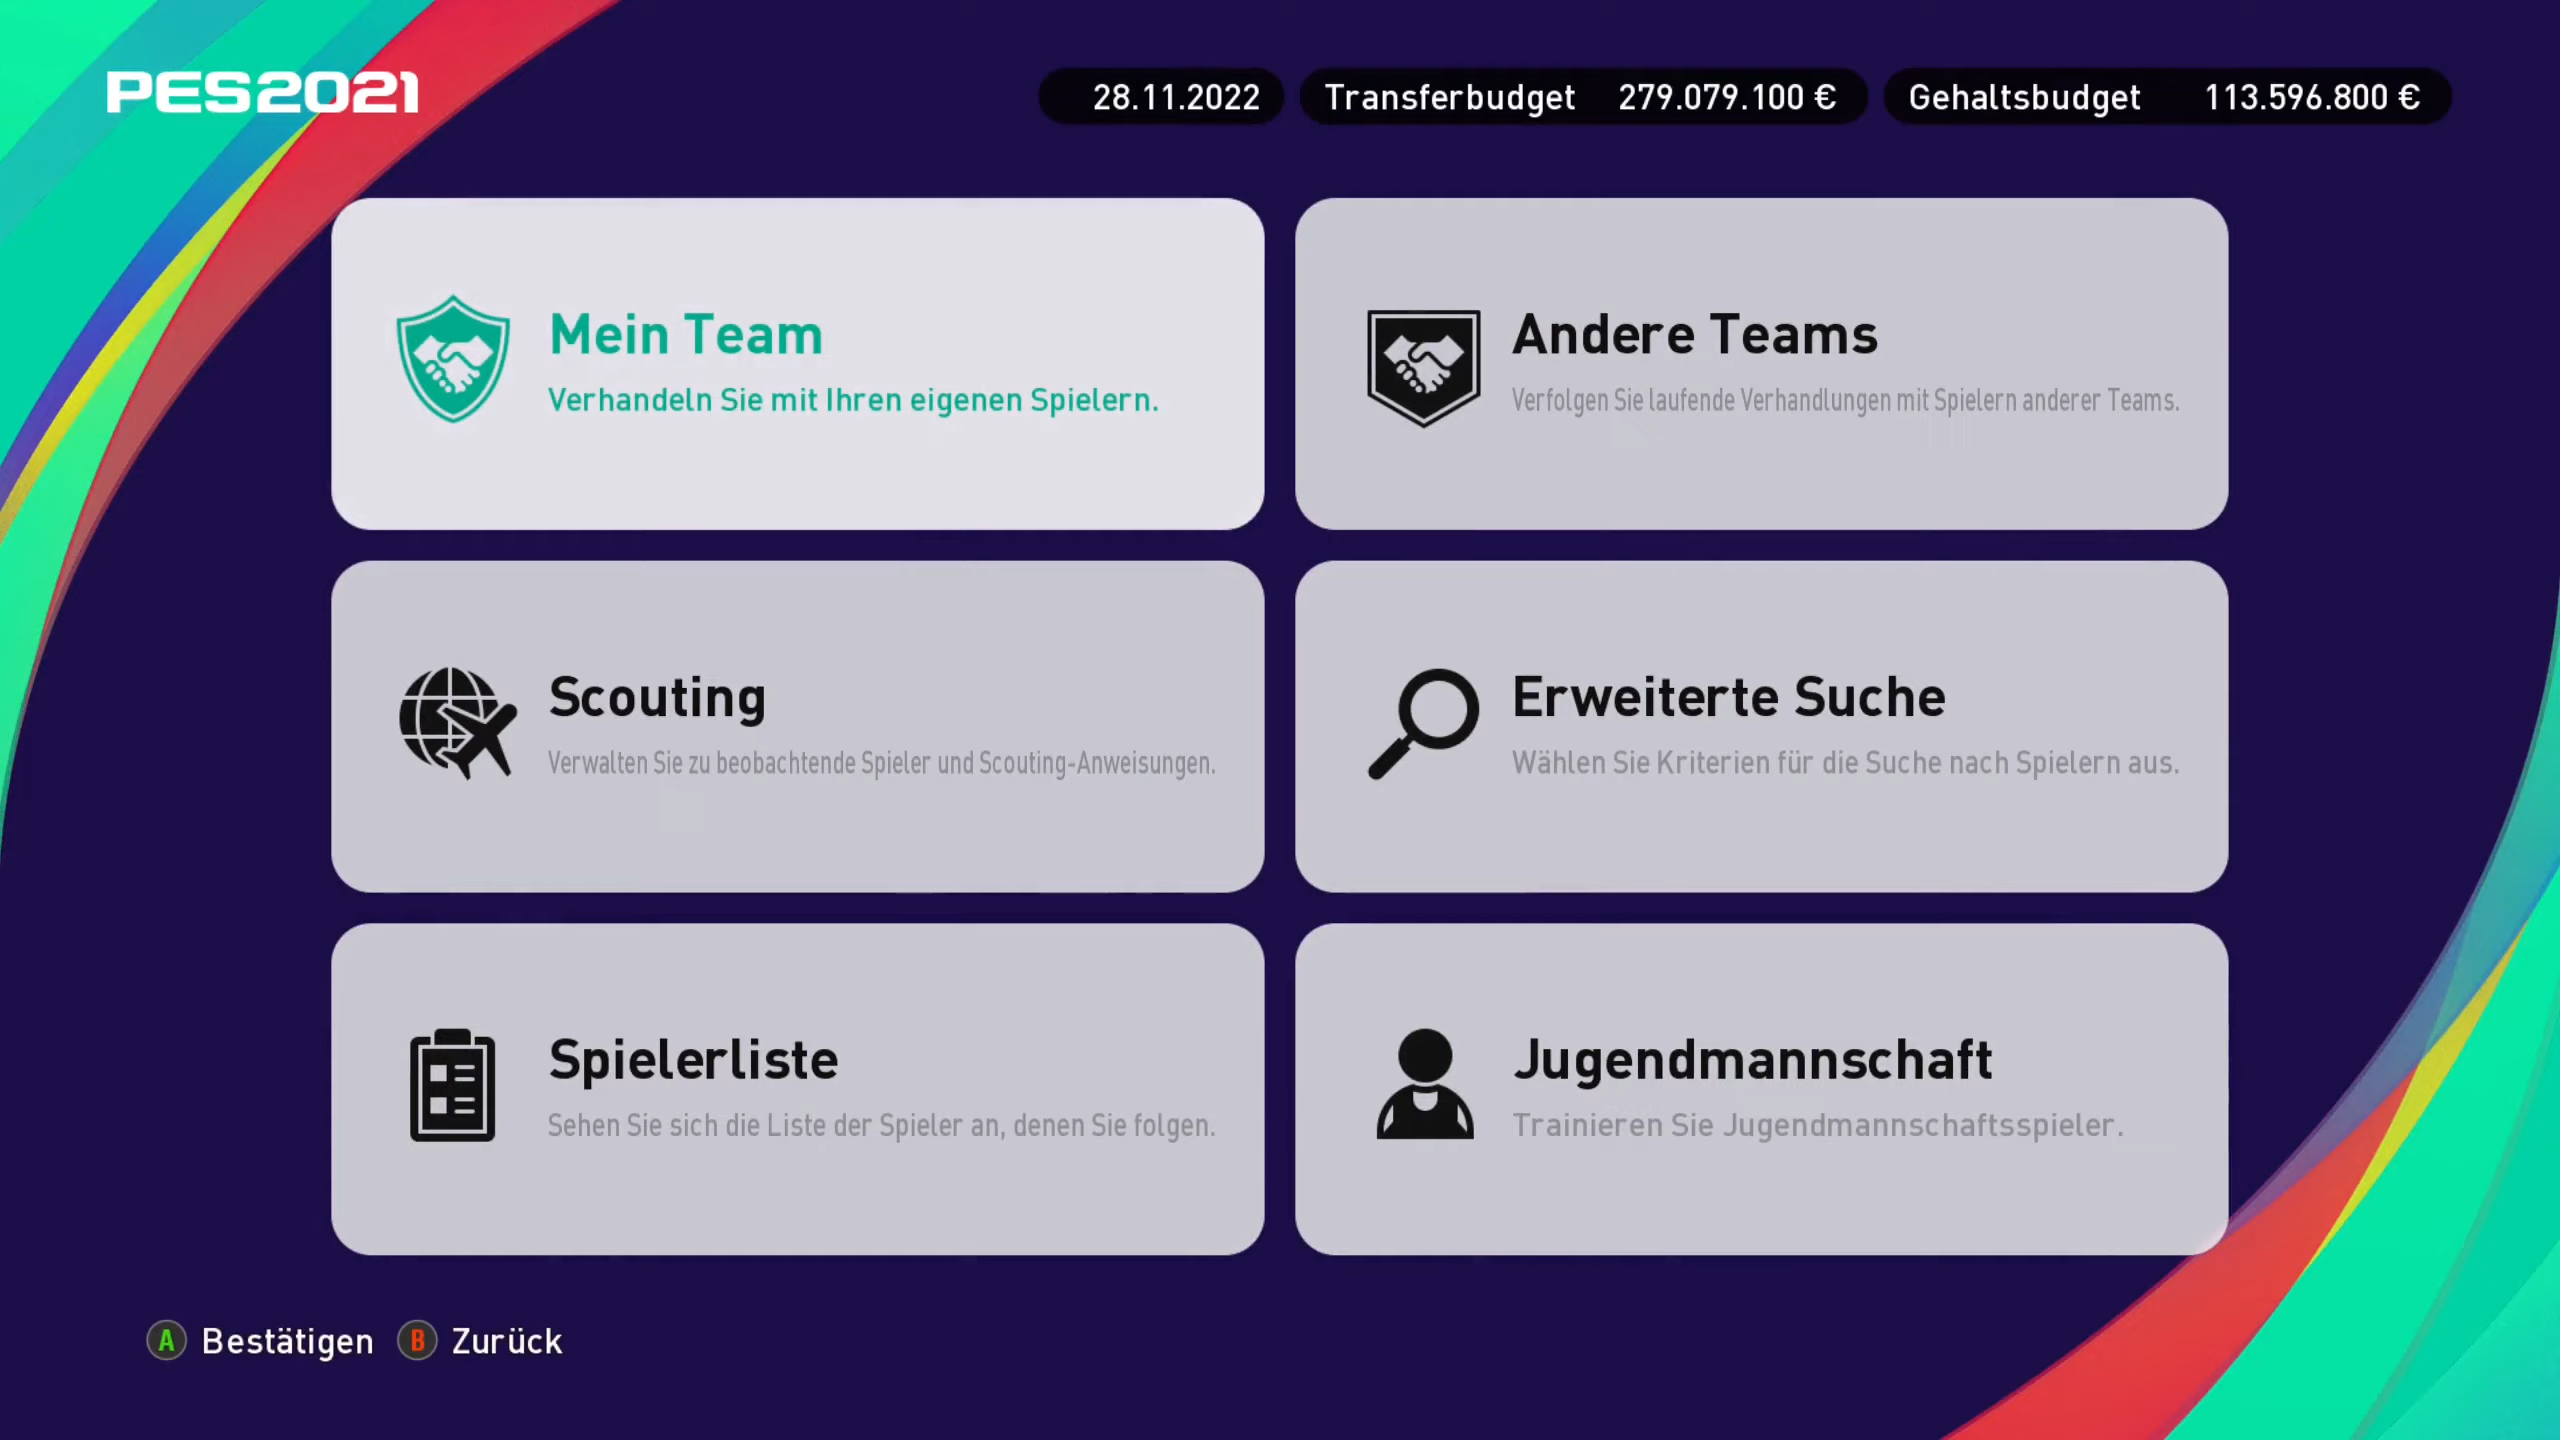 PES2021
28.11.2022
Transferbudget 279.079.100 €
Gehaltsbudget 113.596.800 €
Mein Team
Verhandeln Sie mit Ihren eigenen Spielern.
Andere Teams
Verfolgen Sie laufende Verhandlungen mit Spielern anderer Teams.
Scouting
Verwalten Sie zu beobachtende Spieler und Scouting-Anweisungen.
Erweiterte Suche
Wählen Sie Kriterien für die Suche nach Spielern aus.
Spielerliste
Sehen Sie sich die Liste der Spieler an, denen Sie folgen.
Jugendmannschaft
Trainieren Sie Jugendmannschaftsspieler.
A Bestätigen B Zurück